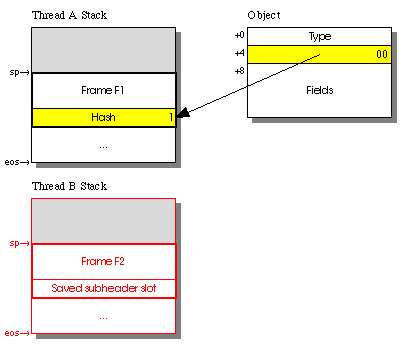 Thread A Stack
Object
+0 Type
+4 00
sp→ +8
Frame F1 Fields
Hash 1
...
eos→
Thread B Stack
sp→
Frame F2
Saved subheader slot
...
eos→